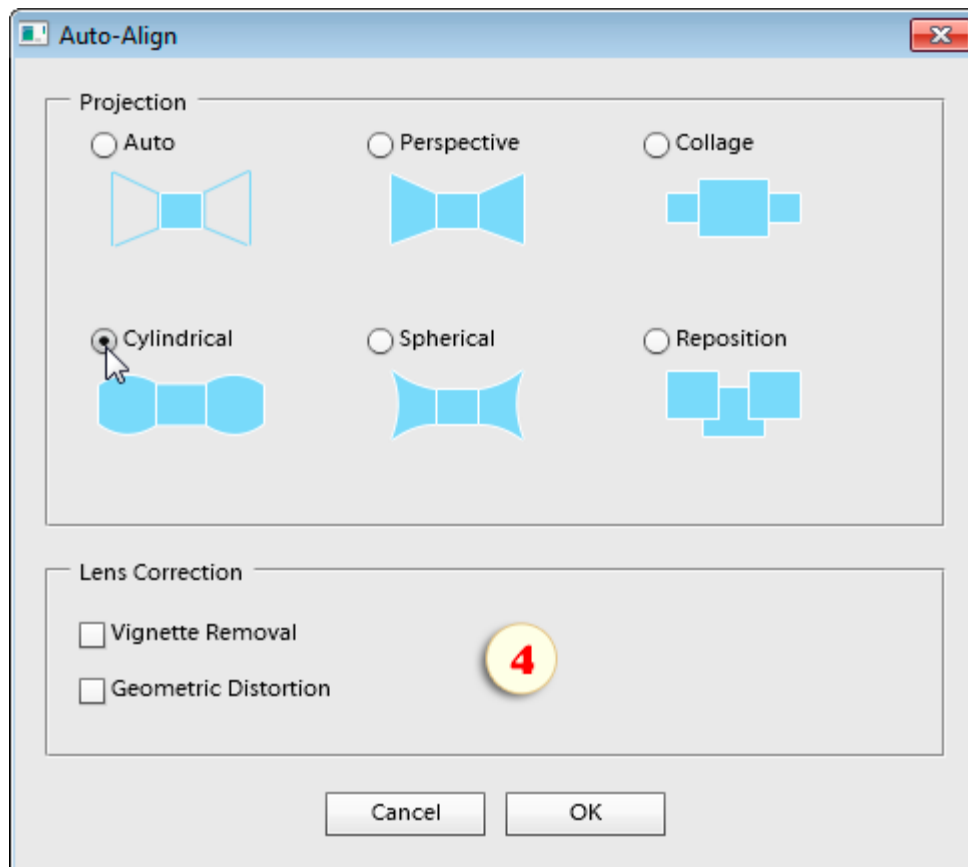 Auto-Align
Projection
Auto Perspective Collage
Cylindrical Spherical Reposition
Lens Correction
Vignette Removal
4
Geometric Distortion
Cancel OK